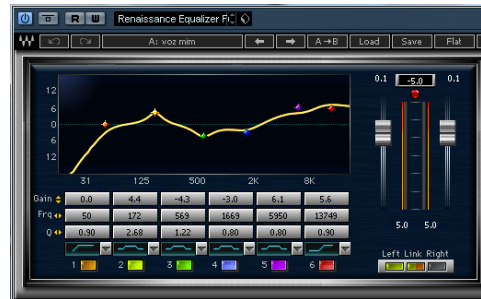 R W Renaissance Equalizer
A: voz mim A→B Load Save Flat
0.1 -5.0 0.1
12
6
0
6
12
31 125 500 2K 8K
Gain 0.0 4.4 -4.3 -3.0 6.1 5.6
Frq 50 172 569 1669 5950 13749
Q 0.90 2.68 1.22 0.80 0.80 0.90
5.0 5.0
1 2 3 4 5 6
Left Link Right